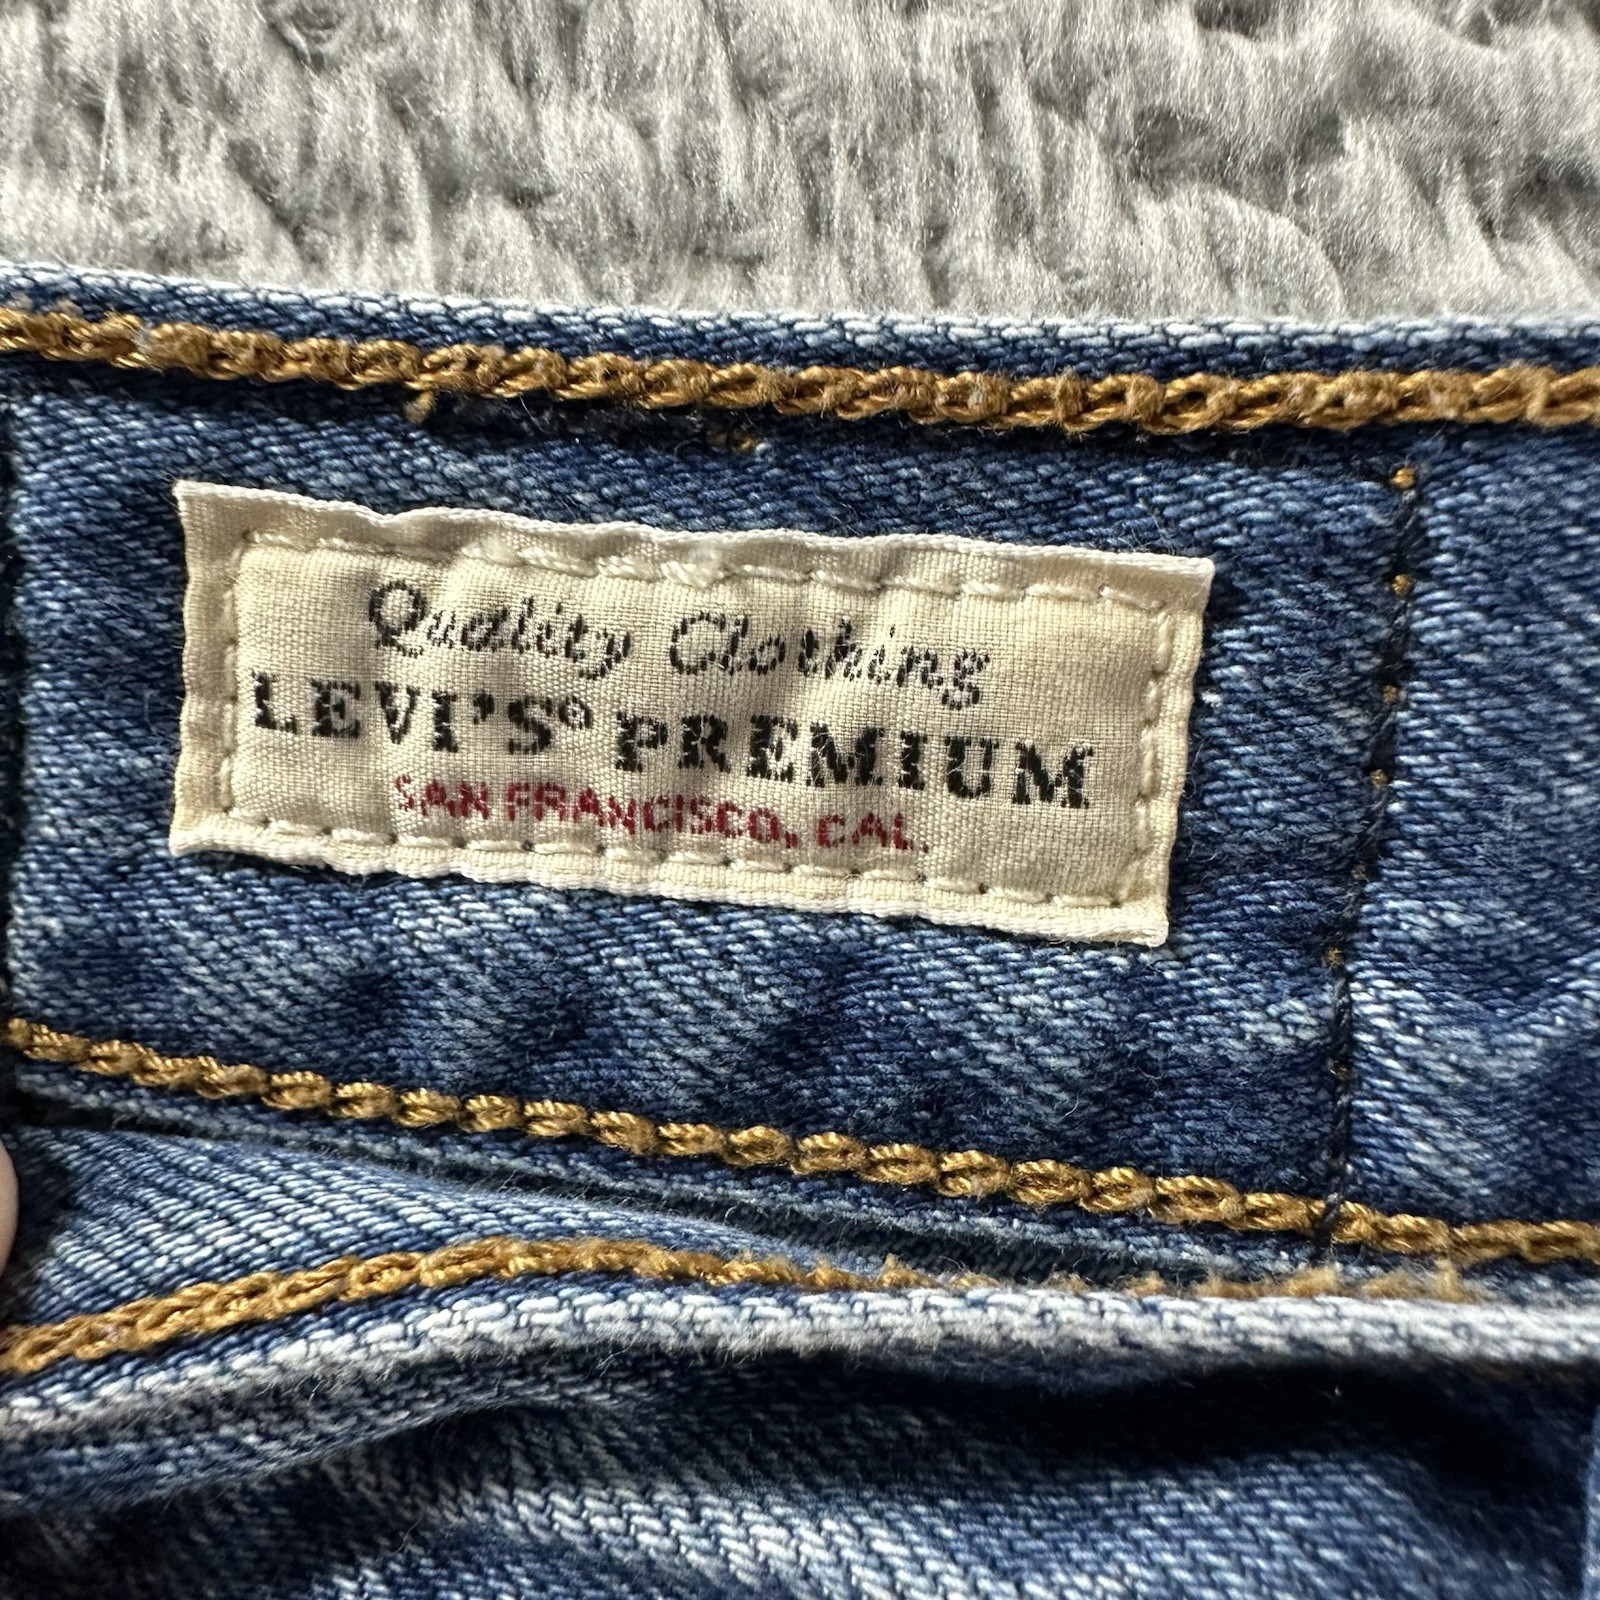 Quality Clothing
LEVI'S® PREMIUM
SAN FRANCISCO, CAL.